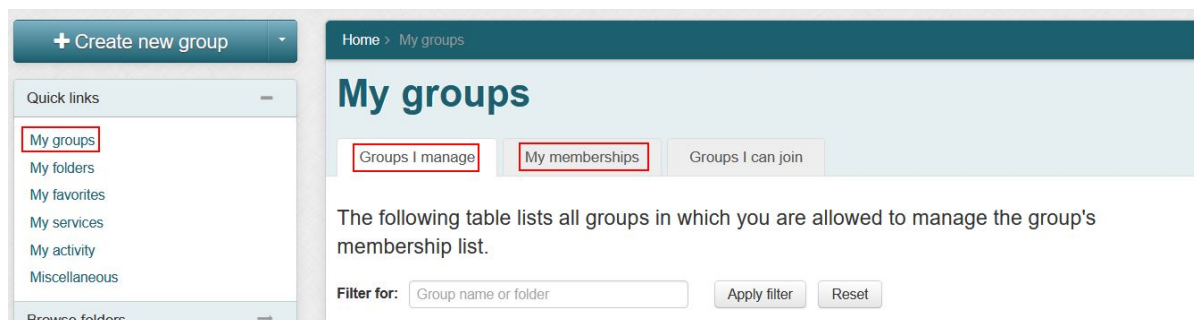 + Create new group
Quick links
My groups
My folders
My favorites
My services
My activity
Miscellaneous
Browse folders
Home > My groups
My groups
Groups I manage
My memberships
Groups I can join
The following table lists all groups in which you are allowed to manage the group's
membership list.
Filter for:
Group name or folder
Apply filter
Reset